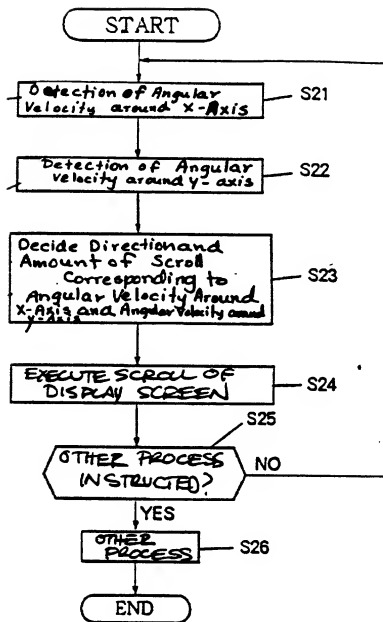 START
Detection of Angular
Velocity around X-Axis
S21
Detection of Angular
velocity around y-axis
S22
Decide Direction and
Amount of Scroll
Corresponding to
Angular Velocity Around
X-Axis and Angular Velocity around
y-Axis
S23
EXECUTE SCROLL OF
DISPLAY SCREEN
S24
S25
OTHER PROCESS
INSTRUCTED?
NO
YES
OTHER
PROCESS
S26
END